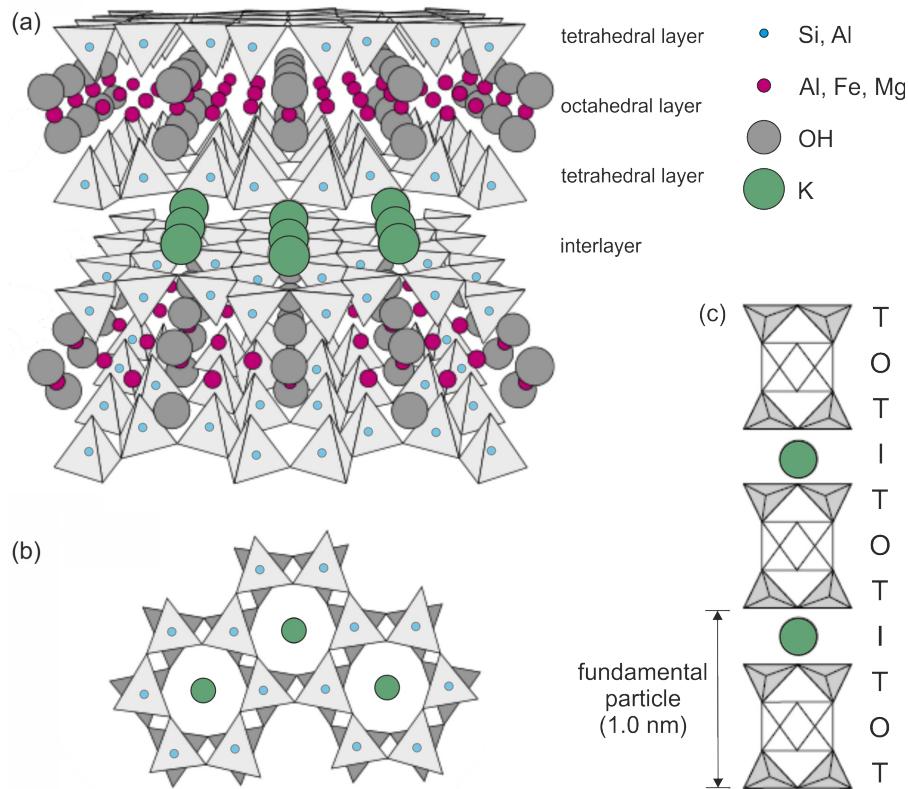 (a)
tetrahedral layer
octahedral layer
tetrahedral layer
interlayer
Si, Al
Al, Fe, Mg
OH
K
(b)
(c)
T
O
T
I
T
O
T
I
T
O
T
fundamental
particle
(1.0 nm)